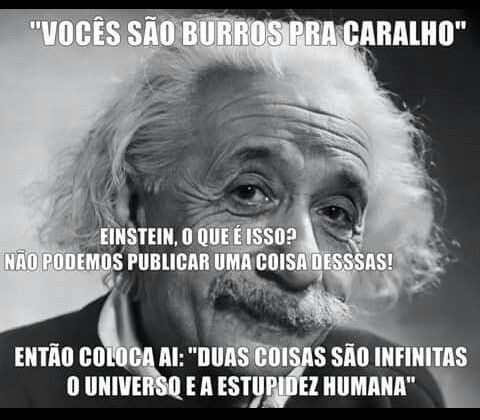 "VOCÊS SÃO BURROS PRA CARALHO"
EINSTEIN, O QUE É ISSO?
NÃO PODEMOS PUBLICAR UMA COISA DESSSAS!
ENTÃO COLOCA AI: "DUAS COISAS SÃO INFINITAS
O UNIVERSO E A ESTUPIDEZ HUMANA"